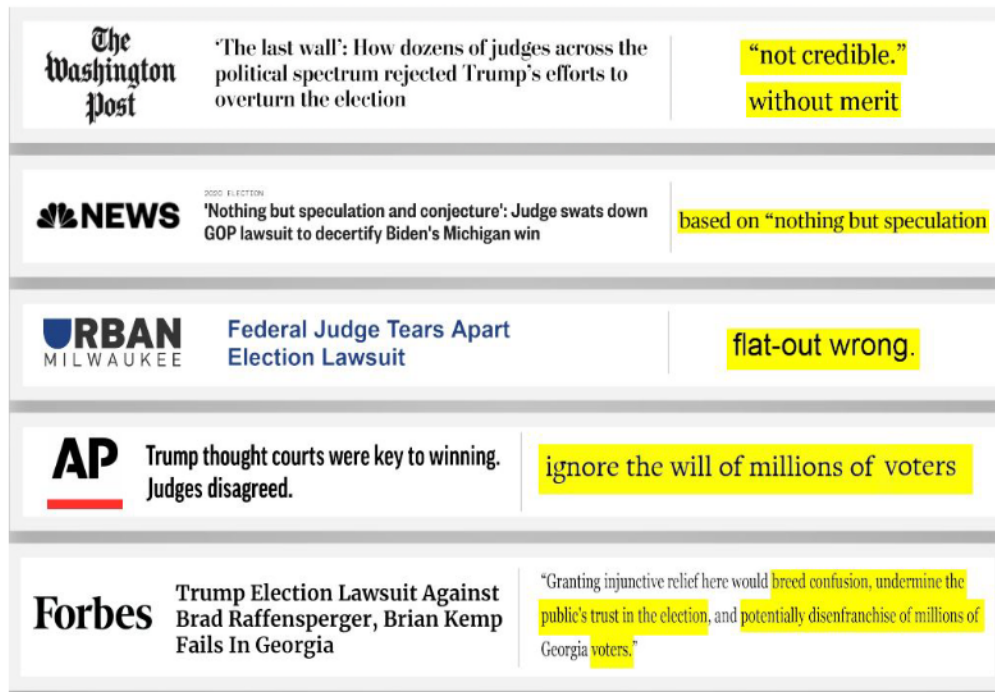 The
Washington
Post
‘The last wall’: How dozens of judges across the
political spectrum rejected Trump’s efforts to
overturn the election
“not credible.”
without merit
NEWS
2020 ELECTION
'Nothing but speculation and conjecture': Judge swats down
GOP lawsuit to decertify Biden's Michigan win
based on “nothing but speculation
URBAN
MILWAUKEE
Federal Judge Tears Apart
Election Lawsuit
flat-out wrong.
AP
Trump thought courts were key to winning.
Judges disagreed.
ignore the will of millions of voters
Forbes
Trump Election Lawsuit Against
Brad Raffensperger, Brian Kemp
Fails In Georgia
“Granting injunctive relief here would breed confusion, undermine the
public’s trust in the election, and potentially disenfranchise of millions of
Georgia voters.”